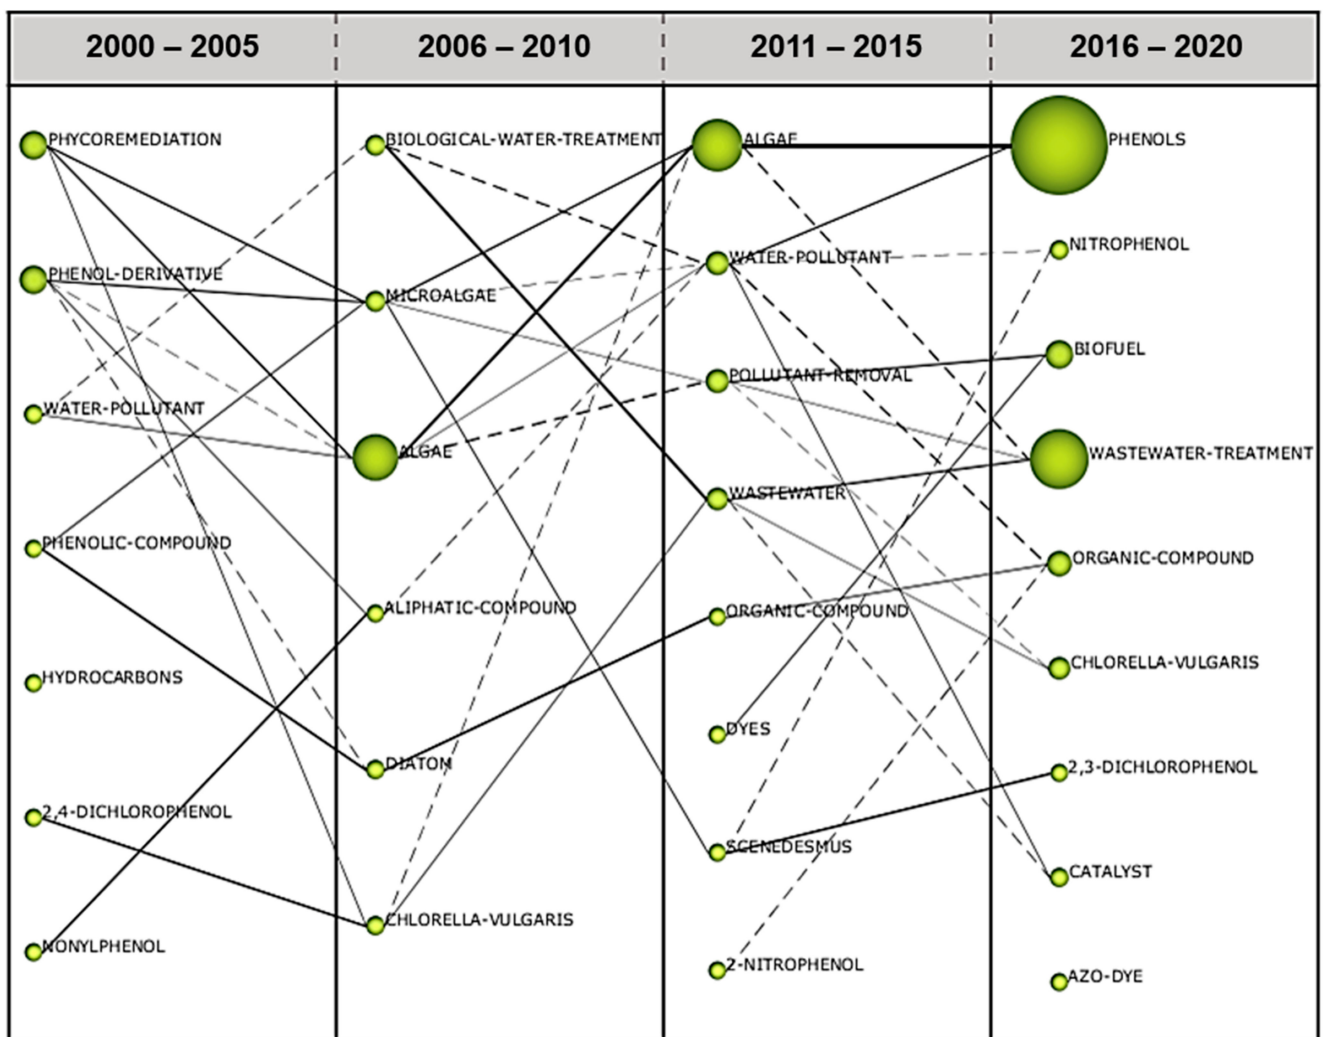 2000 – 2005
2006 – 2010
2011 – 2015
2016 – 2020
PHYCOREMEDIATION
PHENOL-DERIVATIVE
WATER-POLLUTANT
PHENOLIC-COMPOUND
HYDROCARBONS
2,4-DICHLOROPHENOL
NONYLPHENOL
BIOLOGICAL-WATER-TREATMENT
MICROALGAE
ALGAE
ALIPHATIC-COMPOUND
DIATOM
CHLORELLA-VULGARIS
ALGAE
WATER-POLLUTANT
POLLUTANT-REMOVAL
WASTEWATER
ORGANIC-COMPOUND
DYES
SCENEDESMUS
2-NITROPHENOL
PHENOLS
NITROPHENOL
BIOFUEL
WASTEWATER-TREATMENT
ORGANIC-COMPOUND
CHLORELLA-VULGARIS
2,3-DICHLOROPHENOL
CATALYST
AZO-DYE